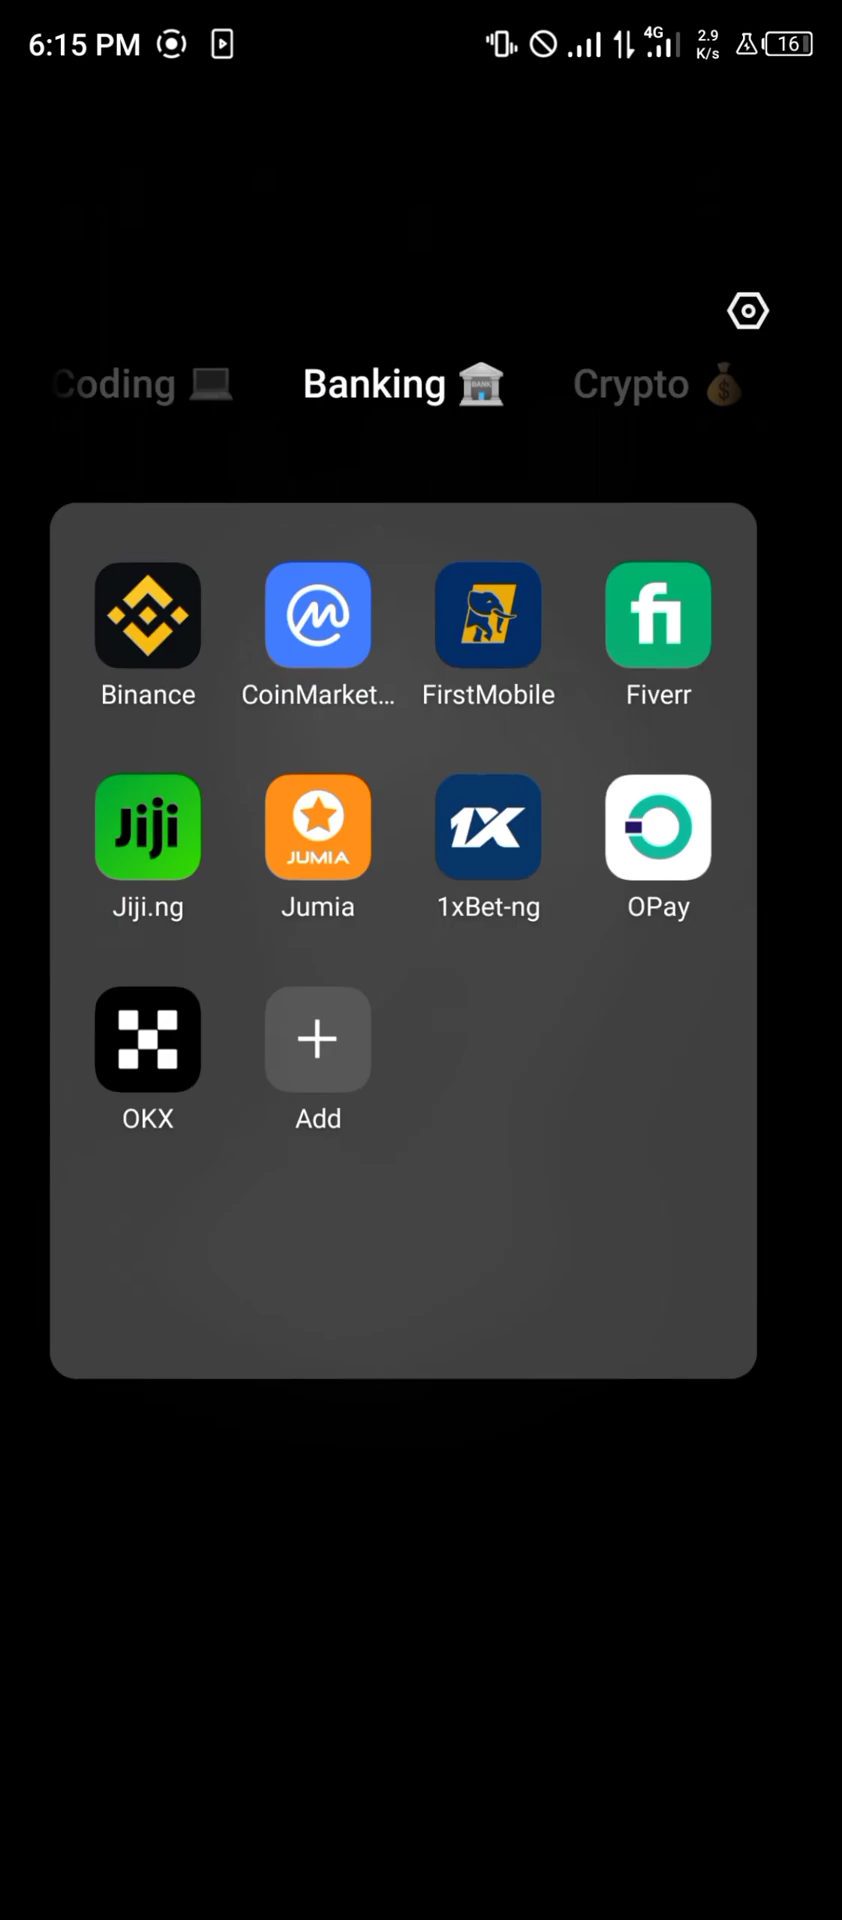 6:15 PM 4G 2.9 K/s 16
Coding Banking Crypto
Binance CoinMarket... FirstMobile Fiverr
Jiji JUMIA 1X
Jiji.ng Jumia 1xBet-ng OPay
OKX Add